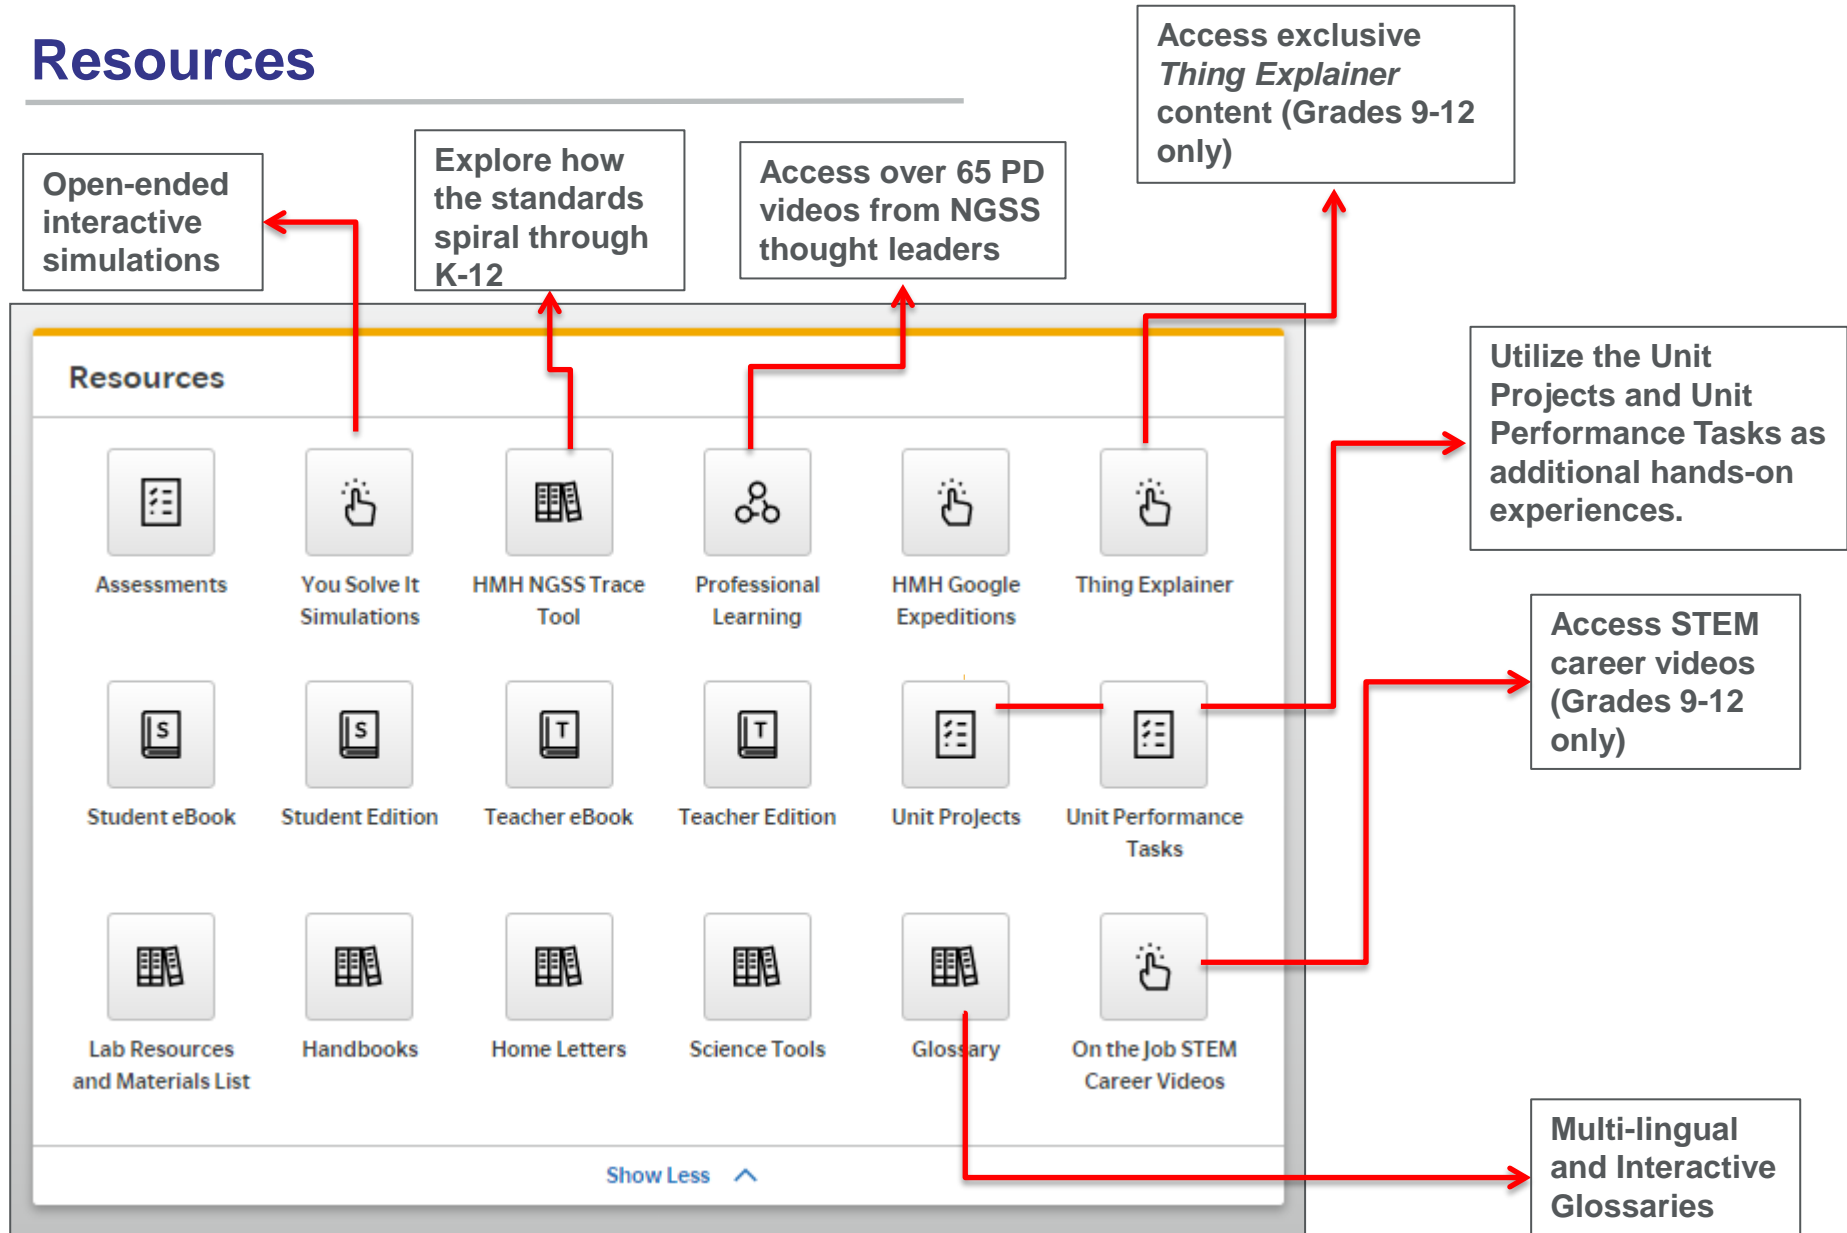 Resources
Access exclusive
Thing Explainer
content (Grades 9-12
only)
Open-ended
interactive
simulations
Explore how
the standards
spiral through
K-12
Access over 65 PD
videos from NGSS
thought leaders
Utilize the Unit
Projects and Unit
Performance Tasks as
additional hands-on
experiences.
Access STEM
career videos
(Grades 9-12
only)
Multi-lingual
and Interactive
Glossaries
Resources
Assessments
You Solve It
Simulations
HMH NGSS Trace
Tool
Professional
Learning
HMH Google
Expeditions
Thing Explainer
S
Student eBook
S
Student Edition
T
Teacher eBook
T
Teacher Edition
Unit Projects
Unit Performance
Tasks
Lab Resources
and Materials List
Handbooks
Home Letters
Science Tools
Glossary
On the Job STEM
Career Videos
Show Less